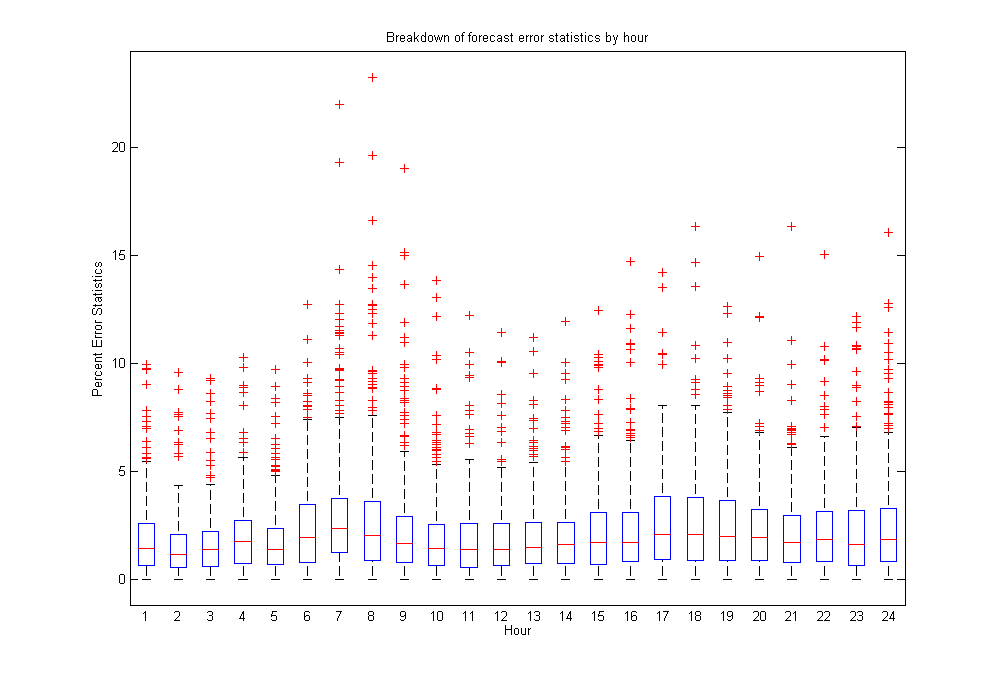 Breakdown of forecast error statistics by hour
Percent Error Statistics
20
15
10
5
0
1 2 3 4 5 6 7 8 9 10 11 12 13 14 15 16 17 18 19 20 21 22 23 24
Hour